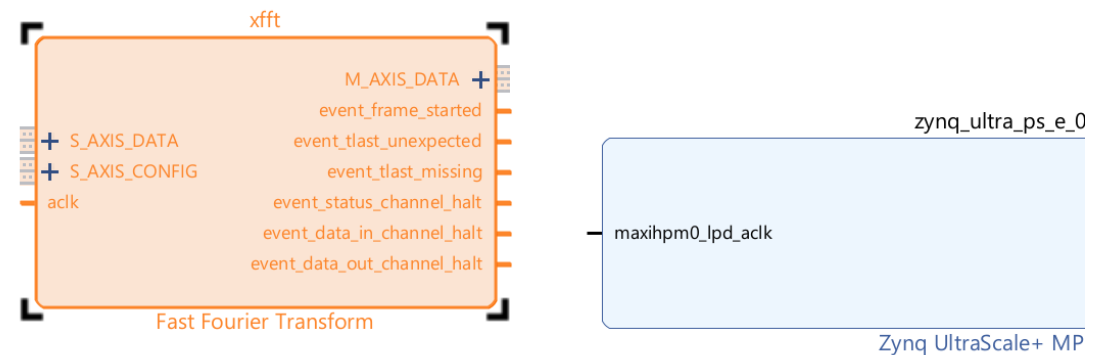 xfft
M_AXIS_DATA
event_frame_started
S_AXIS_DATA
event_tlast_unexpected
S_AXIS_CONFIG
event_tlast_missing
aclk
event_status_channel_halt
event_data_in_channel_halt
event_data_out_channel_halt
Fast Fourier Transform
zynq_ultra_ps_e_0
maxihpm0_lpd_aclk
Zynq UltraScale+ MP